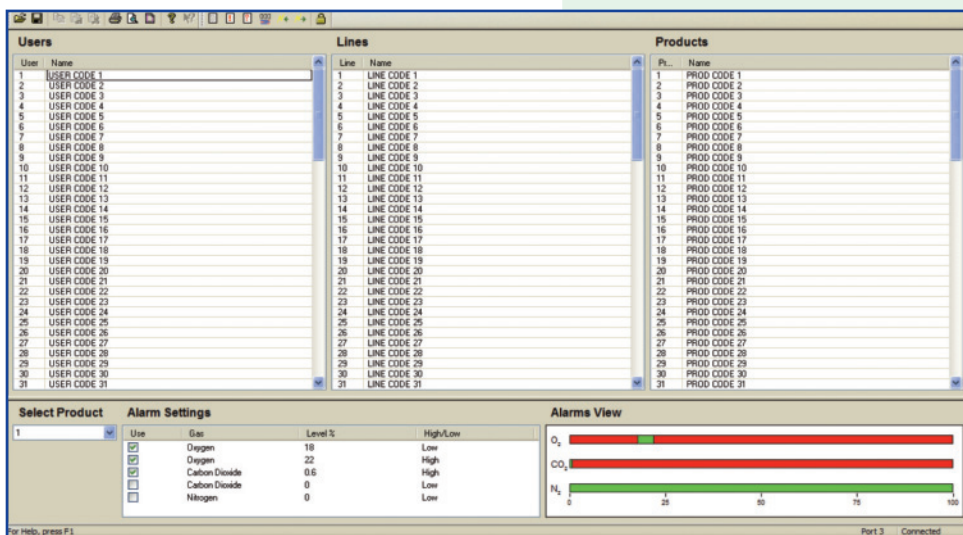 Users Lines Products
User Name Line Name Pr... Name
1 USER CODE 1 1 LINE CODE 1 1 PROD CODE 1
2 USER CODE 2 2 LINE CODE 2 2 PROD CODE 2
3 USER CODE 3 3 LINE CODE 3 3 PROD CODE 3
4 USER CODE 4 4 LINE CODE 4 4 PROD CODE 4
5 USER CODE 5 5 LINE CODE 5 5 PROD CODE 5
6 USER CODE 6 6 LINE CODE 6 6 PROD CODE 6
7 USER CODE 7 7 LINE CODE 7 7 PROD CODE 7
8 USER CODE 8 8 LINE CODE 8 8 PROD CODE 8
9 USER CODE 9 9 LINE CODE 9 9 PROD CODE 9
10 USER CODE 10 10 LINE CODE 10 10 PROD CODE 10
11 USER CODE 11 11 LINE CODE 11 11 PROD CODE 11
12 USER CODE 12 12 LINE CODE 12 12 PROD CODE 12
13 USER CODE 13 13 LINE CODE 13 13 PROD CODE 13
14 USER CODE 14 14 LINE CODE 14 14 PROD CODE 14
15 USER CODE 15 15 LINE CODE 15 15 PROD CODE 15
16 USER CODE 16 16 LINE CODE 16 16 PROD CODE 16
17 USER CODE 17 17 LINE CODE 17 17 PROD CODE 17
18 USER CODE 18 18 LINE CODE 18 18 PROD CODE 18
19 USER CODE 19 19 LINE CODE 19 19 PROD CODE 19
20 USER CODE 20 20 LINE CODE 20 20 PROD CODE 20
21 USER CODE 21 21 LINE CODE 21 21 PROD CODE 21
22 USER CODE 22 22 LINE CODE 22 22 PROD CODE 22
23 USER CODE 23 23 LINE CODE 23 23 PROD CODE 23
24 USER CODE 24 24 LINE CODE 24 24 PROD CODE 24
25 USER CODE 25 25 LINE CODE 25 25 PROD CODE 25
26 USER CODE 26 26 LINE CODE 26 26 PROD CODE 26
27 USER CODE 27 27 LINE CODE 27 27 PROD CODE 27
28 USER CODE 28 28 LINE CODE 28 28 PROD CODE 28
29 USER CODE 29 29 LINE CODE 29 29 PROD CODE 29
30 USER CODE 30 30 LINE CODE 30 30 PROD CODE 30
31 USER CODE 31 31 LINE CODE 31 31 PROD CODE 31
Select Product Alarm Settings Alarms View
1
Use Gas Level % High/Low
Oxygen 18 Low
Oxygen 22 High
Carbon Dioxide 0.6 High
Carbon Dioxide 0 Low
Nitrogen 0 Low
O₂
CO₂
N₂
0 25 50 75 100
For Help, press F1 Port 3 Connected